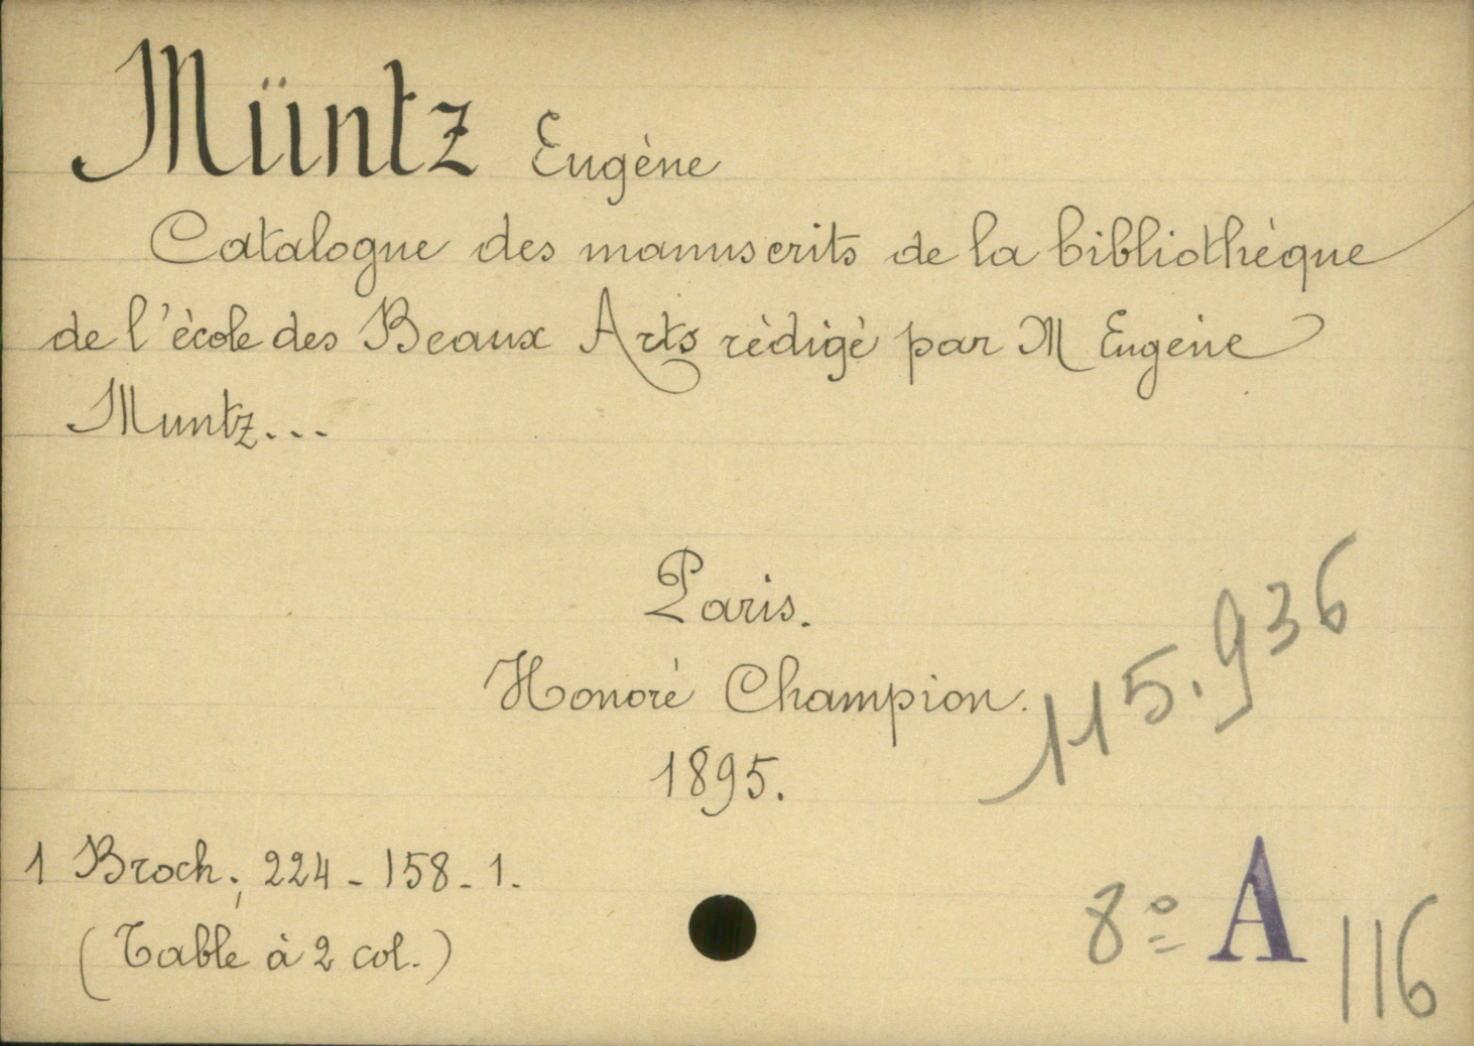 Müntz Eugène
Catalogue des manuscrits de la bibliothèque
de l'école des Beaux Arts rédigé par M Eugène
Muntz...
Paris.
Honoré Champion.
115.936
1895.
1 Broch; 224-158-1.
(Table à 2 col.)
8º A 116